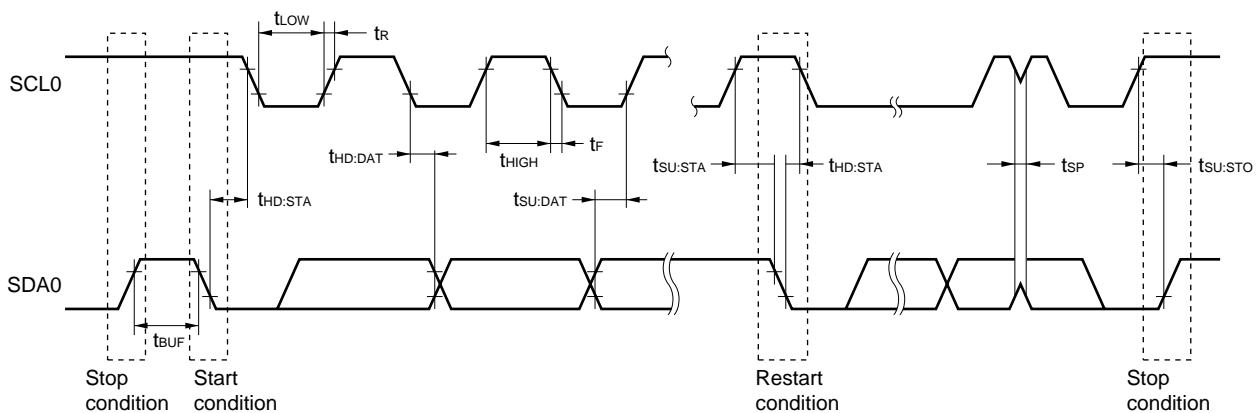 tLOW
tR
SCL0
tHD:DAT
tHIGH
tF
tSU:STA
tHD:STA
tSP
tSU:STO
tHD:STA
tSU:DAT
SDA0
tBUF
Stop
condition
Start
condition
Restart
condition
Stop
condition